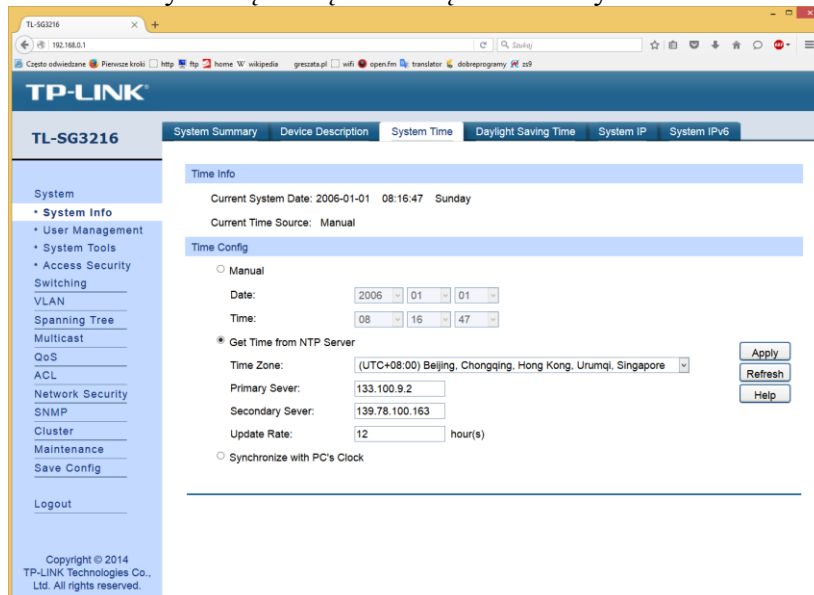 TL-SG3216
192.168.0.1
Szukaj
Często odwiedzane Pierwsze kroki http ftp home W wikipedia greszata.pl wifi open.fm translator dobreprogramy zs9
TP-LINK
TL-SG3216
System Summary Device Description System Time Daylight Saving Time System IP System IPv6
System
• System Info
• User Management
• System Tools
• Access Security
Switching
VLAN
Spanning Tree
Multicast
QoS
ACL
Network Security
SNMP
Cluster
Maintenance
Save Config
Logout
Copyright © 2014
TP-LINK Technologies Co.,
Ltd. All rights reserved.
Time Info
Current System Date: 2006-01-01 08:16:47 Sunday
Current Time Source: Manual
Time Config
Manual
Date: 2006 01 01
Time: 08 16 47
Get Time from NTP Server
Time Zone: (UTC+08:00) Beijing, Chongqing, Hong Kong, Urumqi, Singapore
Primary Sever: 133.100.9.2
Secondary Sever: 139.78.100.163
Update Rate: 12 hour(s)
Synchronize with PC's Clock
Apply
Refresh
Help